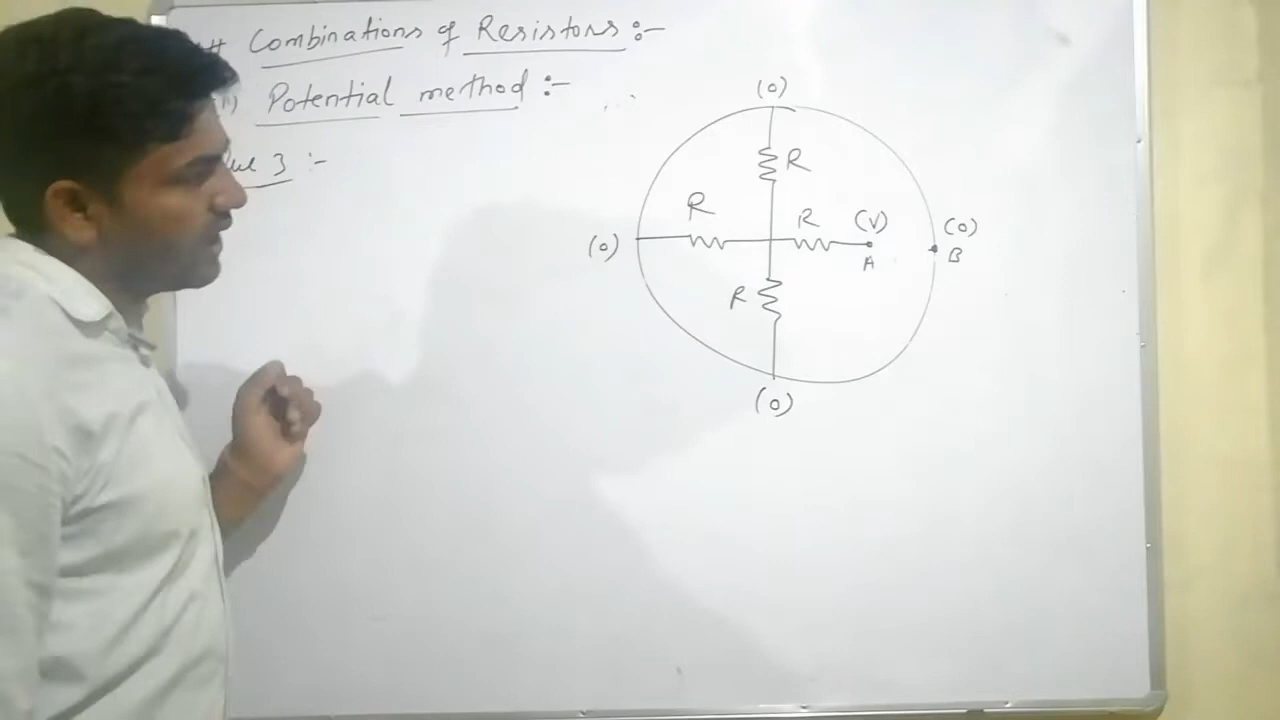 # Combinations of Resistors :-
Potential method :-
3 :-
(0)
R
R
R
(V)
(0)
(0)
A
B
R
(0)